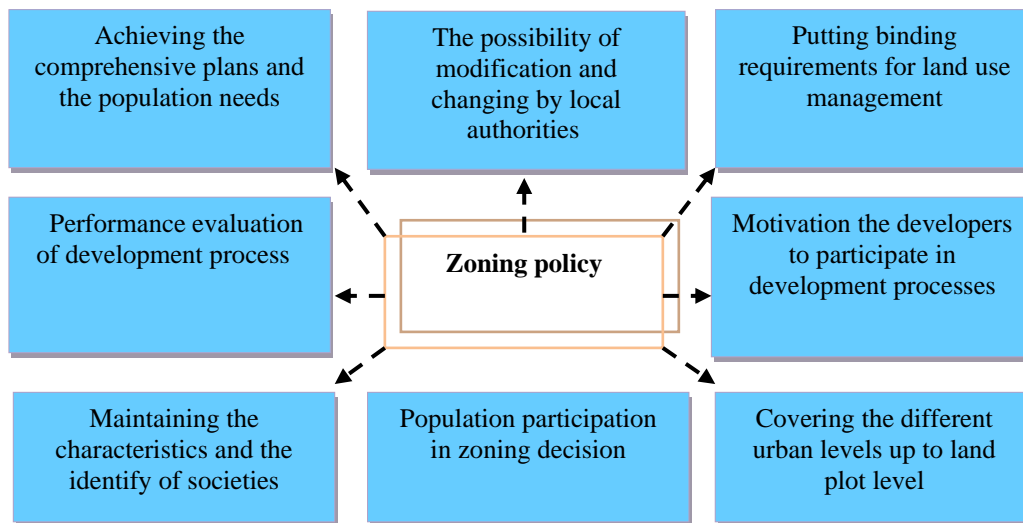 Achieving the
comprehensive plans and
the population needs
The possibility of
modification and
changing by local
authorities
Putting binding
requirements for land use
management
Performance evaluation
of development process
Zoning policy
Motivation the developers
to participate in
development processes
Maintaining the
characteristics and the
identify of societies
Population participation
in zoning decision
Covering the different
urban levels up to land
plot level